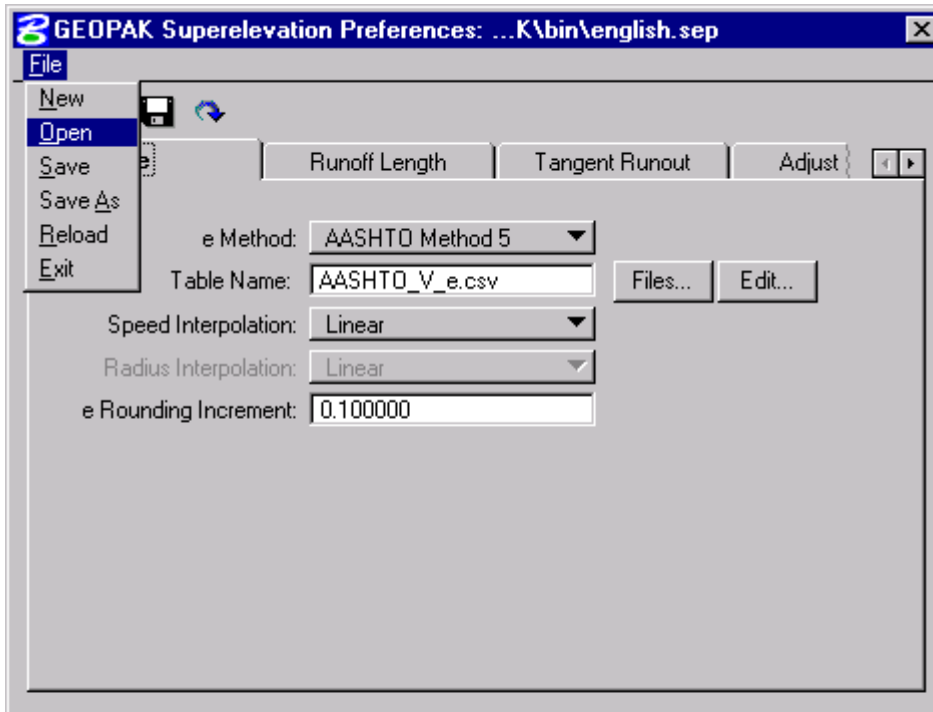 GEOPAK Superelevation Preferences: ...K\bin\english.sep
File
New
Open
Save
Save As
Reload
Exit
e
Runoff Length
Tangent Runout
Adjust
e Method: AASHTO Method 5
Table Name: AASHTO_V_e.csv Files... Edit...
Speed Interpolation: Linear
Radius Interpolation: Linear
e Rounding Increment: 0.100000